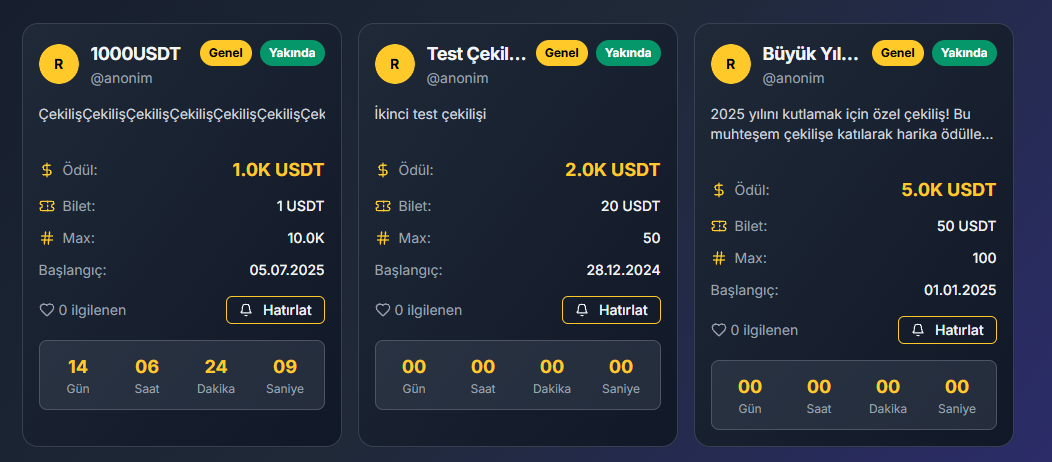 R
1000USDT
Genel
Yakında
@anonim
ÇekilişÇekilişÇekilişÇekilişÇekilişÇekilişÇek
$ Ödül:
1.0K USDT
Bilet:
1 USDT
# Max:
10.0K
Başlangıç:
05.07.2025
0 ilgilenen
Hatırlat
14 06 24 09
Gün Saat Dakika Saniye
R
Test Çekil...
Genel
Yakında
@anonim
İkinci test çekilişi
$ Ödül:
2.0K USDT
Bilet:
20 USDT
# Max:
50
Başlangıç:
28.12.2024
0 ilgilenen
Hatırlat
00 00 00 00
Gün Saat Dakika Saniye
R
Büyük Yıl...
Genel
Yakında
@anonim
2025 yılını kutlamak için özel çekiliş! Bu
muhteşem çekilişe katılarak harika ödülle...
$ Ödül:
5.0K USDT
Bilet:
50 USDT
# Max:
100
Başlangıç:
01.01.2025
0 ilgilenen
Hatırlat
00 00 00 00
Gün Saat Dakika Saniye